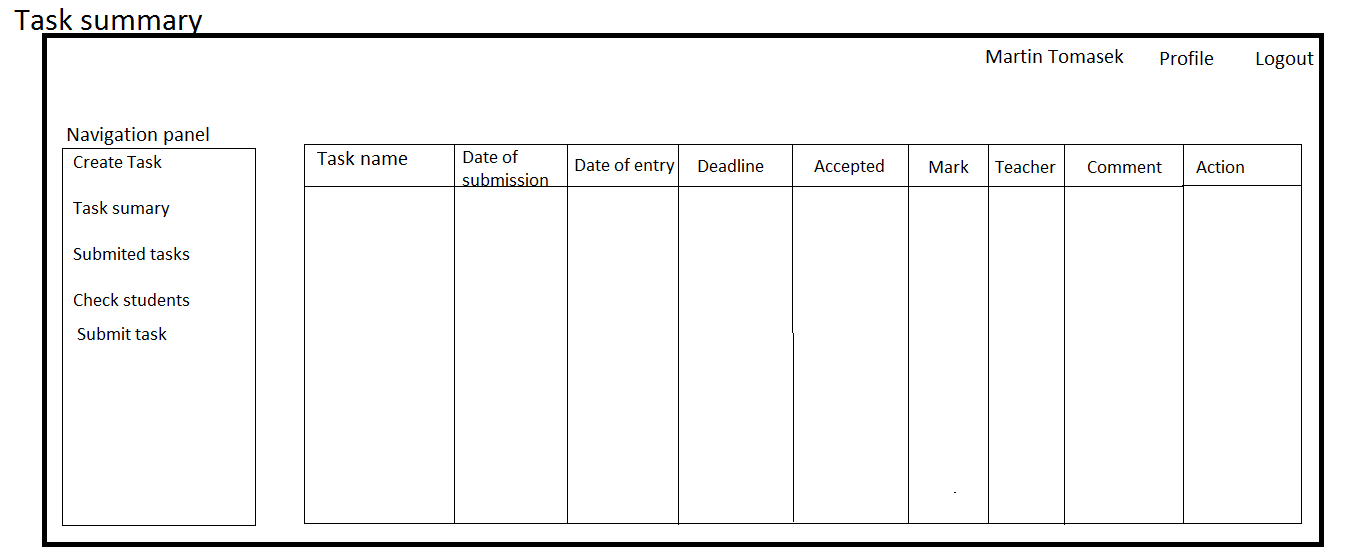 Task summary
Martin Tomasek Profile Logout
Navigation panel
Create Task
Task sumary
Submited tasks
Check students
Submit task
Task name
Date of
submission
Date of entry
Deadline
Accepted
Mark
Teacher
Comment
Action